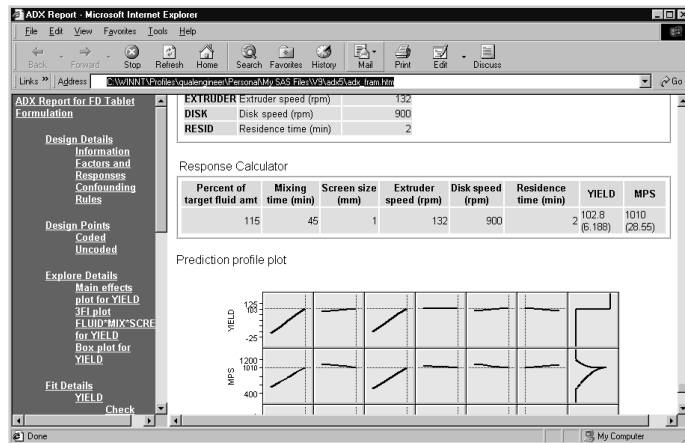 ADX Report - Microsoft Internet Explorer
File Edit View Favorites Tools Help
Back Forward Stop Refresh Home Search Favorites History Mail Print Edit Discuss
Links » Address C:\WINNT\Profiles\qualengineer\Personal\My SAS Files\V9\adx5\adx_fram.htm Go
ADX Report for FD Tablet
Formulation
Design Details
Information
Factors and
Responses
Confounding
Rules
Design Points
Coded
Uncoded
Explore Details
Main effects
plot for YIELD
3FI plot
FLUID*MIX*SCRE
for YIELD
Box plot for
YIELD
Fit Details
YIELD
Check
EXTRUDER Extruder speed (rpm) 132
DISK Disk speed (rpm) 900
RESID Residence time (min) 2
Response Calculator
Percent of target fluid amt Mixing time (min) Screen size (mm) Extruder speed (rpm) Disk speed (rpm) Residence time (min) YIELD MPS
115 45 1 132 900 2 102.8 (6.188) 1010 (28.55)
Prediction profile plot
YIELD
125
103
-25
MPS
1200
1010
400
Done My Computer